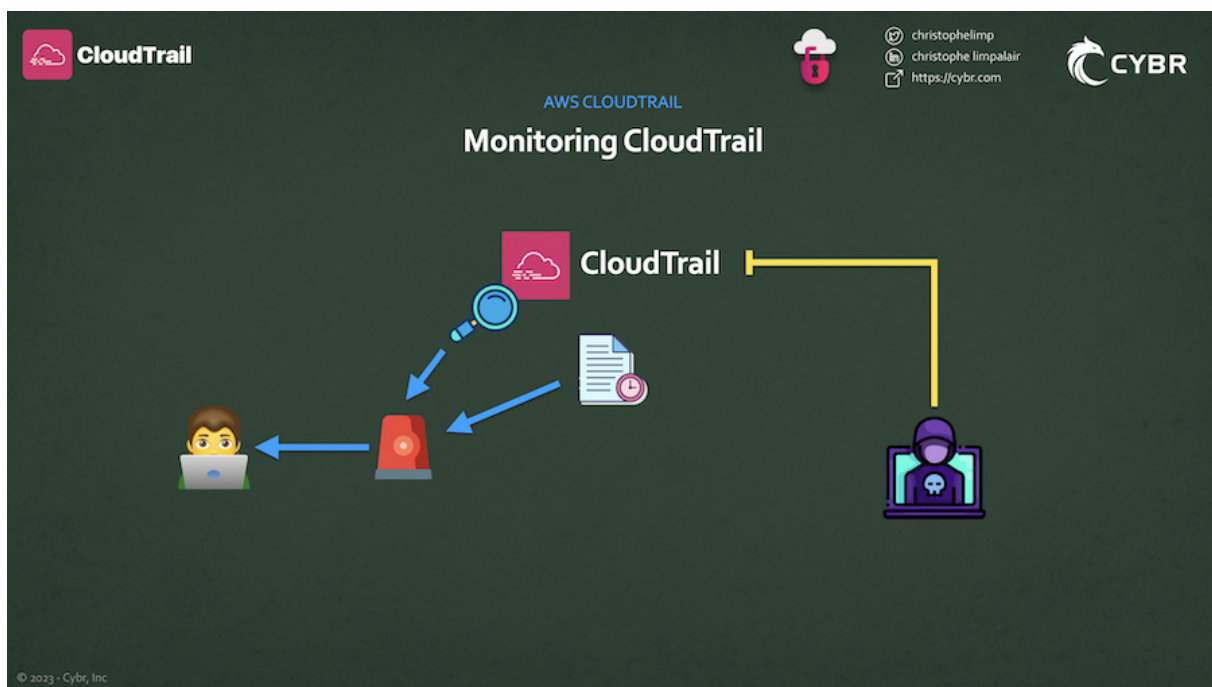 CloudTrail
christophelimp
christophe limpalair
https://cybr.com
CYBR
AWS CLOUDTRAIL
Monitoring CloudTrail
CloudTrail
© 2023 - Cybr, Inc